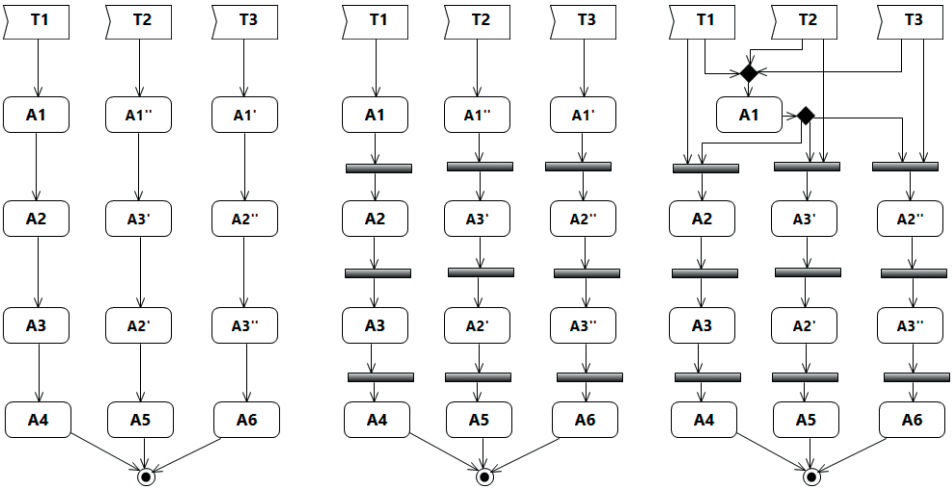 T1 T2 T3 T1 T2 T3 T1 T2 T3
A1 A1'' A1' A1 A1'' A1' A1
A2 A3' A2'' A2 A3' A2'' A2 A3' A2''
A3 A2' A3'' A3 A2' A3'' A3 A2' A3''
A4 A5 A6 A4 A5 A6 A4 A5 A6